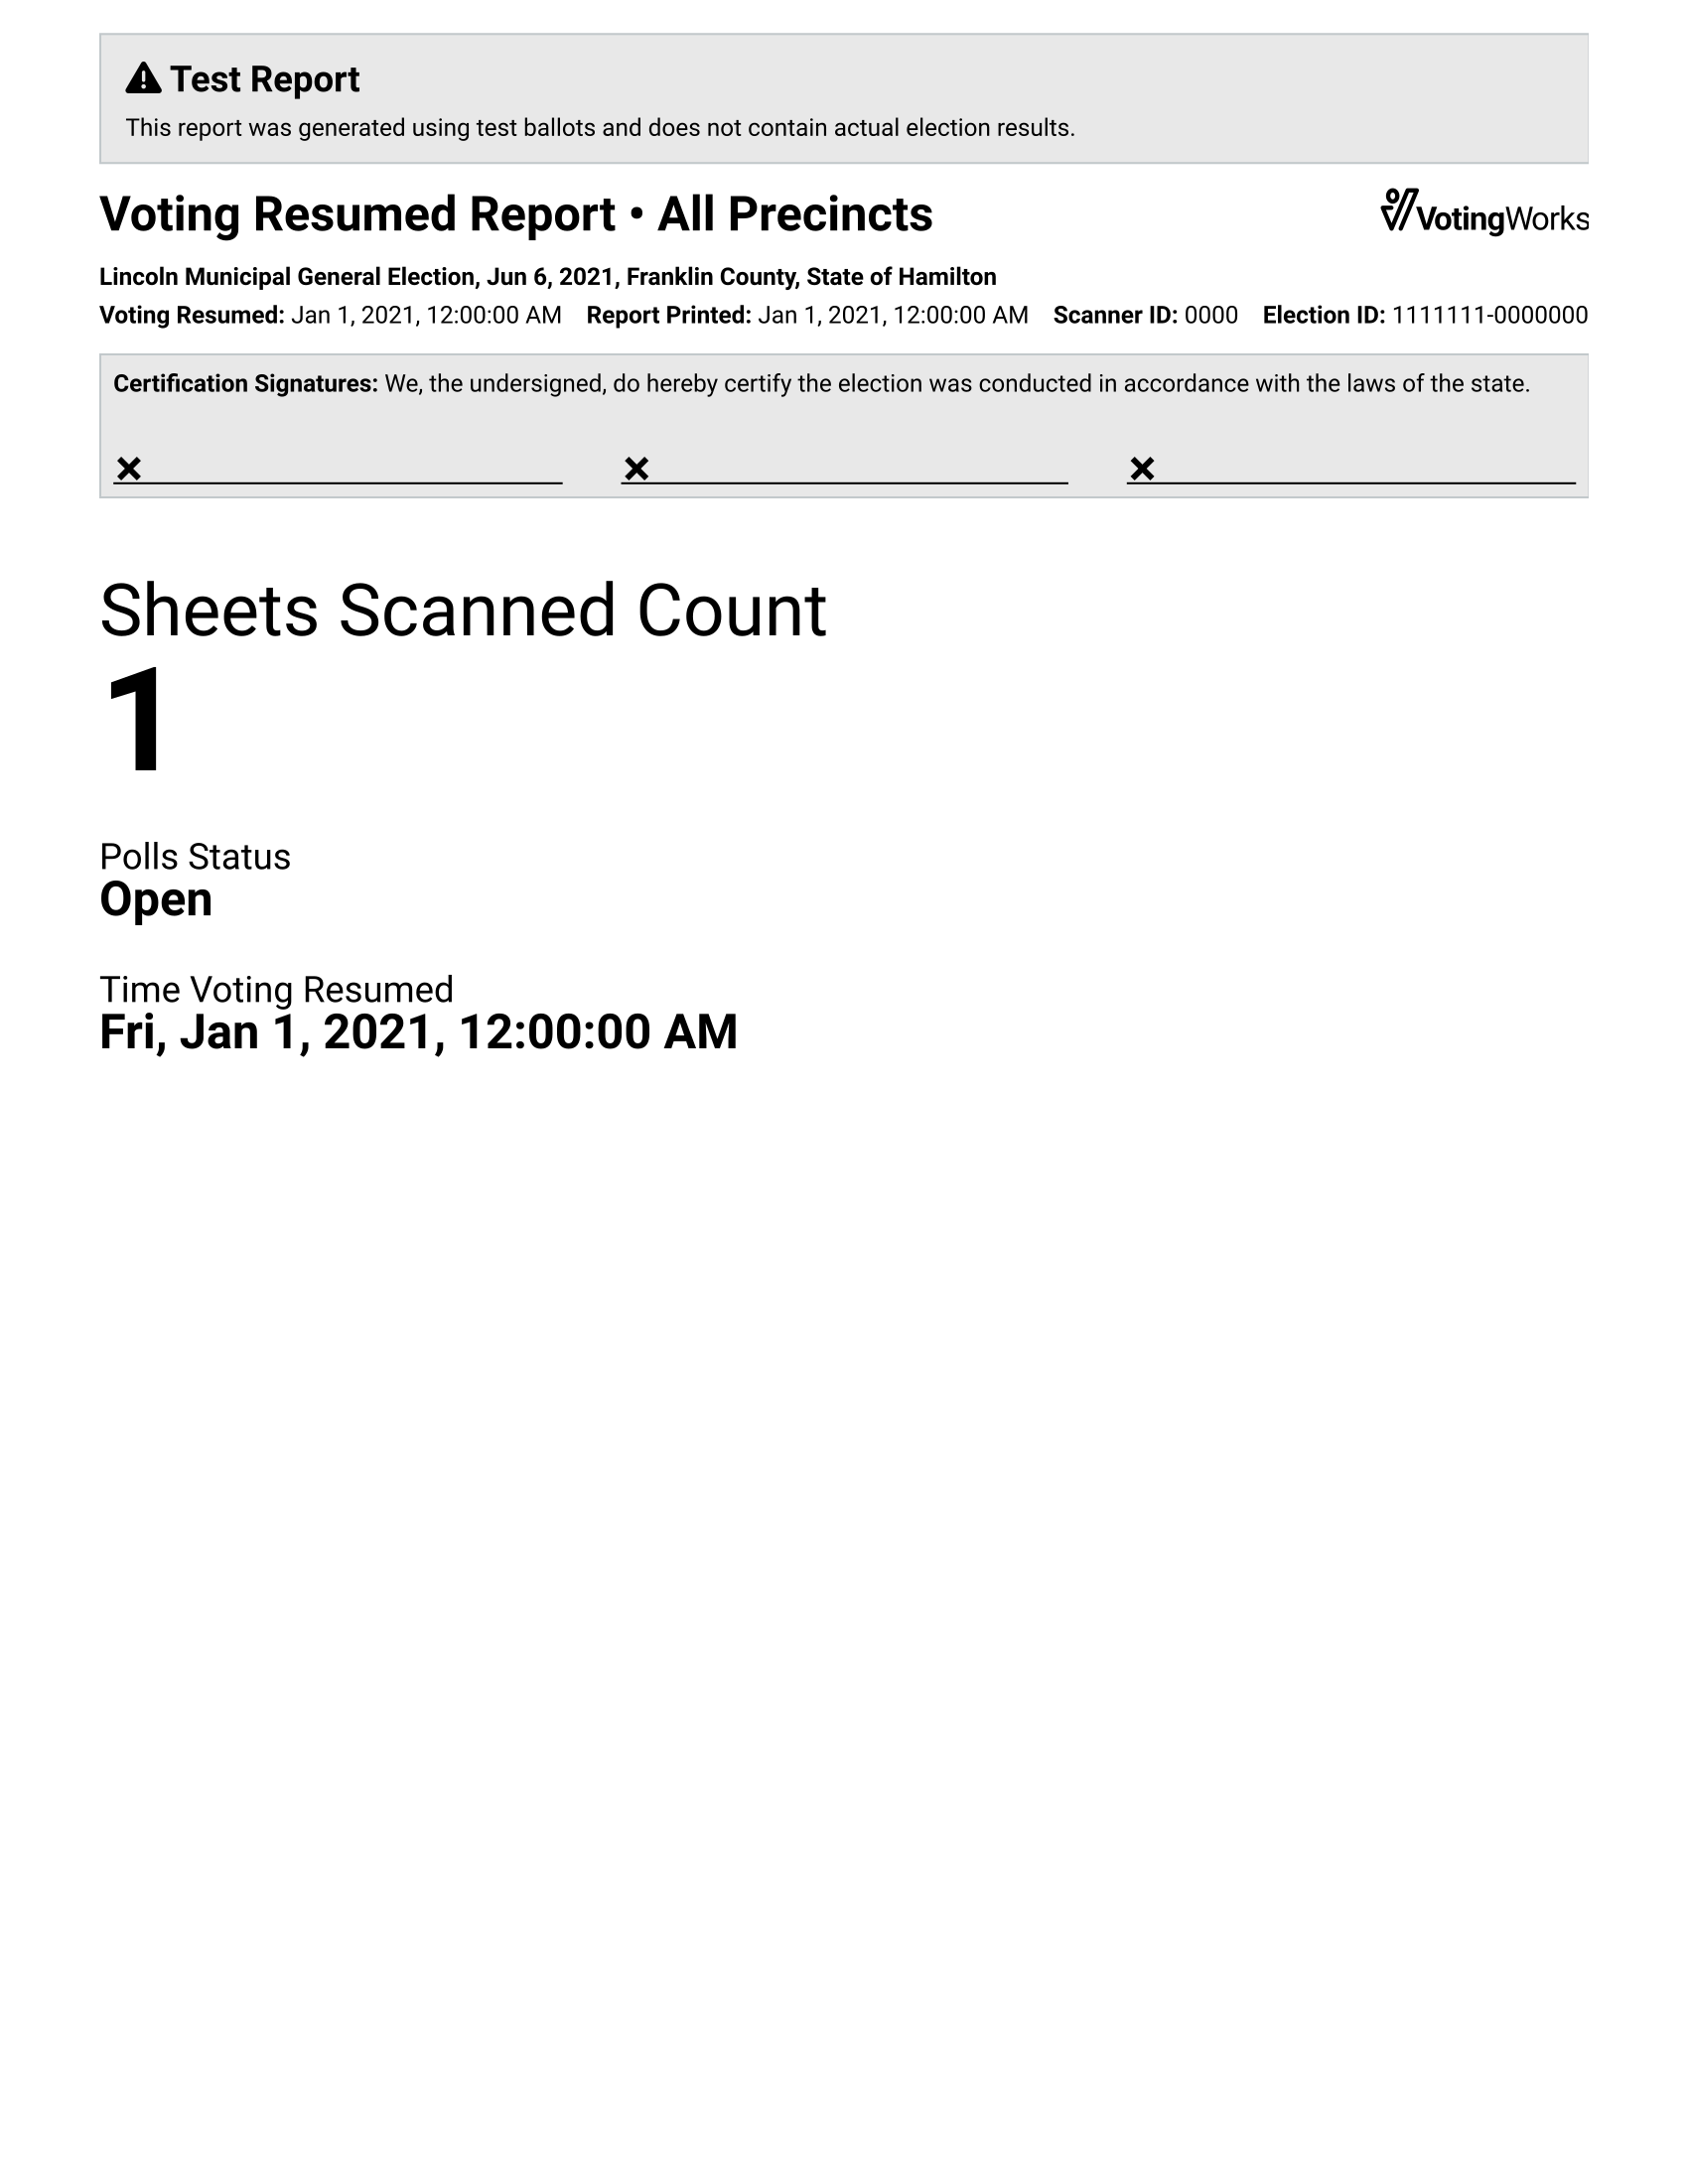 Test Report
This report was generated using test ballots and does not contain actual election results.
Voting Resumed Report • All Precincts
VotingWorks
Lincoln Municipal General Election, Jun 6, 2021, Franklin County, State of Hamilton
Voting Resumed: Jan 1, 2021, 12:00:00 AM Report Printed: Jan 1, 2021, 12:00:00 AM Scanner ID: 0000 Election ID: 1111111-0000000
Certification Signatures: We, the undersigned, do hereby certify the election was conducted in accordance with the laws of the state.
Sheets Scanned Count
1
Polls Status
Open
Time Voting Resumed
Fri, Jan 1, 2021, 12:00:00 AM